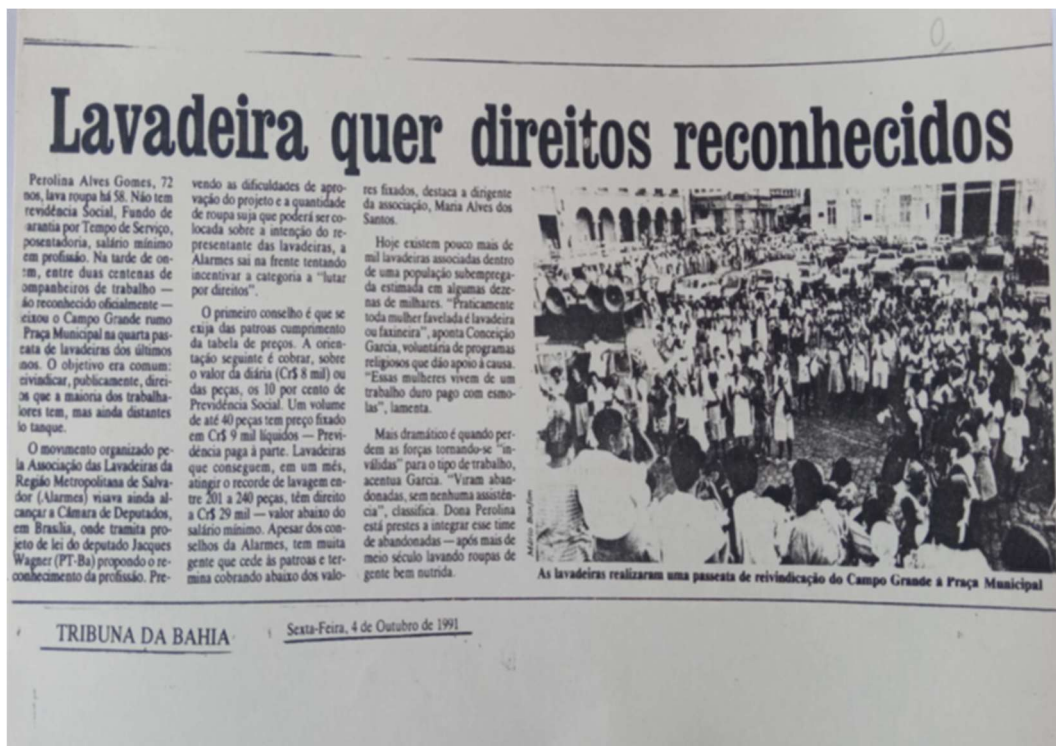 Lavadeira quer direitos reconhecidos
Perolina Alves Gomes, 72
nos, lava roupa há 58. Não tem
revidência Social, Fundo de
arantia por Tempo de Serviço,
posentadoria, salário mínimo
em profissão. Na tarde de on-
m, entre duas centenas de
ompanheiros de trabalho —
ão reconhecido oficialmente —
eixou o Campo Grande rumo
Praça Municipal na quarta pas-
eata de lavadeiras dos últimos
nos. O objetivo era comum:
eivindicar, publicamente, direi-
os que a maioria dos trabalha-
lores tem, mas ainda distantes
lo tanque.
O movimento organizado pe-
la Associação das Lavadeiras da
Região Metropolitana de Salva-
dor (Alarmes) visava ainda al-
cançar a Câmara de Deputados,
em Brasília, onde tramita pro-
jeto de lei do deputado Jacques
Wagner (PT-Ba) propondo o re-
conhecimento da profissão. Pre-
vendo as dificuldades de apro-
vação do projeto e a quantidade
de roupa suja que poderá ser co-
locada sobre a intenção do re-
presentante das lavadeiras, a
Alarmes sai na frente tentando
incentivar a categoria a "lutar
por direitos".
O primeiro conselho é que se
exija das patroas cumprimento
da tabela de preços. A orien-
tação seguinte é cobrar, sobre
o valor da diária (Cr$ 8 mil) ou
das peças, os 10 por cento de
Previdência Social. Um volume
de até 40 peças tem preço fixado
em Cr$ 9 mil líquidos — Previ-
dência paga à parte. Lavadeiras
que conseguem, em um mês,
atingir o recorde de lavagem en-
tre 201 a 240 peças, têm direito
a Cr$ 29 mil — valor abaixo do
salário mínimo. Apesar dos con-
selhos da Alarmes, tem muita
gente que cede às patroas e ter-
mina cobrando abaixo dos valo-
res fixados, destaca a dirigente
da associação, Maria Alves dos
Santos.
Hoje existem pouco mais de
mil lavadeiras associadas dentro
de uma população subemprega-
da estimada em algumas deze-
nas de milhares. "Praticamente
toda mulher favelada é lavadeira
ou faxineira", aponta Conceição
Garcia, voluntária de programas
religiosos que dão apoio à causa.
"Essas mulheres vivem de um
trabalho duro pago com esmo-
las", lamenta.
Mais dramático é quando per-
dem as forças tornando-se "in-
válidas" para o tipo de trabalho,
acentua Garcia. "Viram aban-
donadas, sem nenhuma assistên-
cia", classifica. Dona Perolina
está prestes a integrar esse time
de abandonadas — após mais de
meio século lavando roupas de
gente bem nutrida.
As lavadeiras realizaram uma passeata de reivindicação do Campo Grande à Praça Municipal
TRIBUNA DA BAHIA
Sexta-Feira, 4 de Outubro de 1991